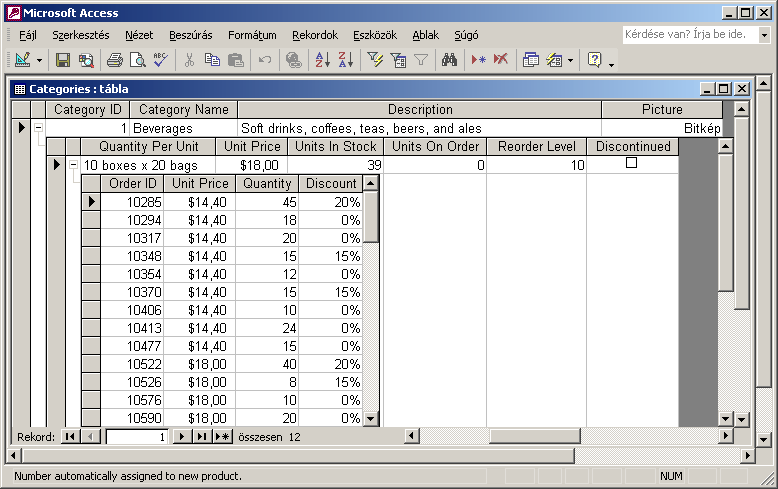 Microsoft Access
Fájl Szerkesztés Nézet Beszúrás Formátum Rekordok Eszközök Ablak Súgó Kérdése van? Írja be ide.
Categories : tábla
Category ID Category Name Description Picture
1 Beverages Soft drinks, coffees, teas, beers, and ales Bitkép
Quantity Per Unit Unit Price Units In Stock Units On Order Reorder Level Discontinued
10 boxes x 20 bags $18,00 39 0 10
Order ID Unit Price Quantity Discount
10285 $14,40 45 20%
10294 $14,40 18 0%
10317 $14,40 20 0%
10348 $14,40 15 15%
10354 $14,40 12 0%
10370 $14,40 15 15%
10406 $14,40 10 0%
10413 $14,40 24 0%
10477 $14,40 15 0%
10522 $18,00 40 20%
10526 $18,00 8 15%
10576 $18,00 10 0%
10590 $18,00 20 0%
Rekord: 1 összesen 12
Number automatically assigned to new product. NUM